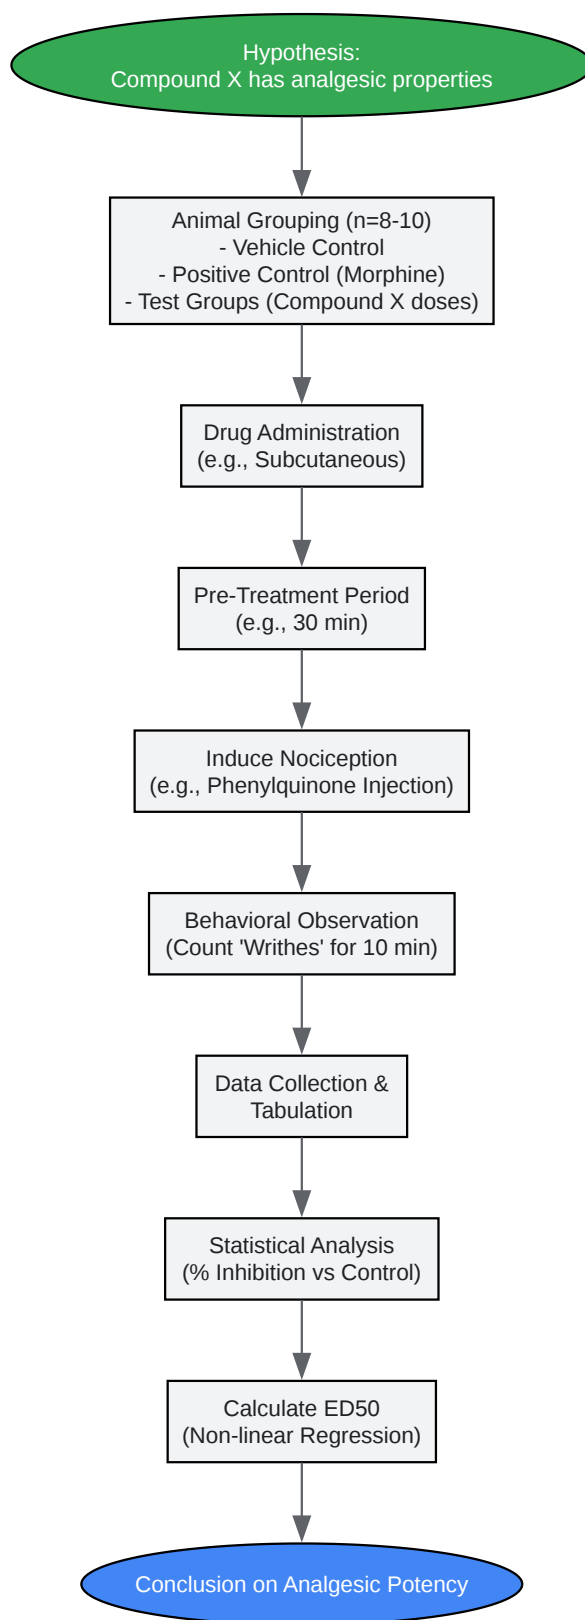 Hypothesis:
Compound X has analgesic properties
Animal Grouping (n=8-10)
- Vehicle Control
- Positive Control (Morphine)
- Test Groups (Compound X doses)
Drug Administration
(e.g., Subcutaneous)
Pre-Treatment Period
(e.g., 30 min)
Induce Nociception
(e.g., Phenylquinone Injection)
Behavioral Observation
(Count 'Writhes' for 10 min)
Data Collection &
Tabulation
Statistical Analysis
(% Inhibition vs Control)
Calculate ED50
(Non-linear Regression)
Conclusion on Analgesic Potency